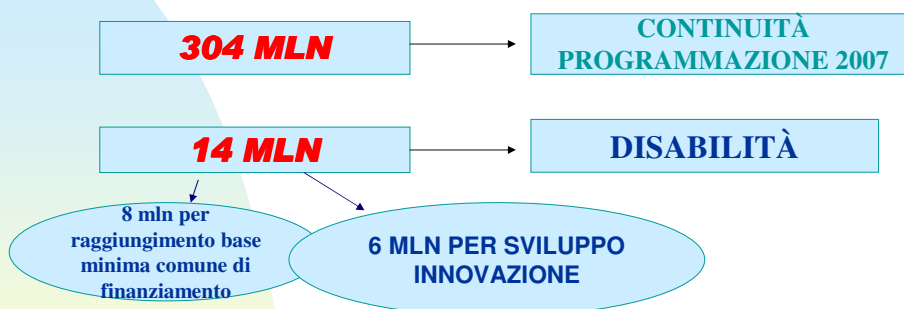 304 MLN
CONTINUITÀ
PROGRAMMAZIONE 2007
14 MLN
DISABILITÀ
8 mln per
raggiungimento base
minima comune di
finanziamento
6 MLN PER SVILUPPO
INNOVAZIONE